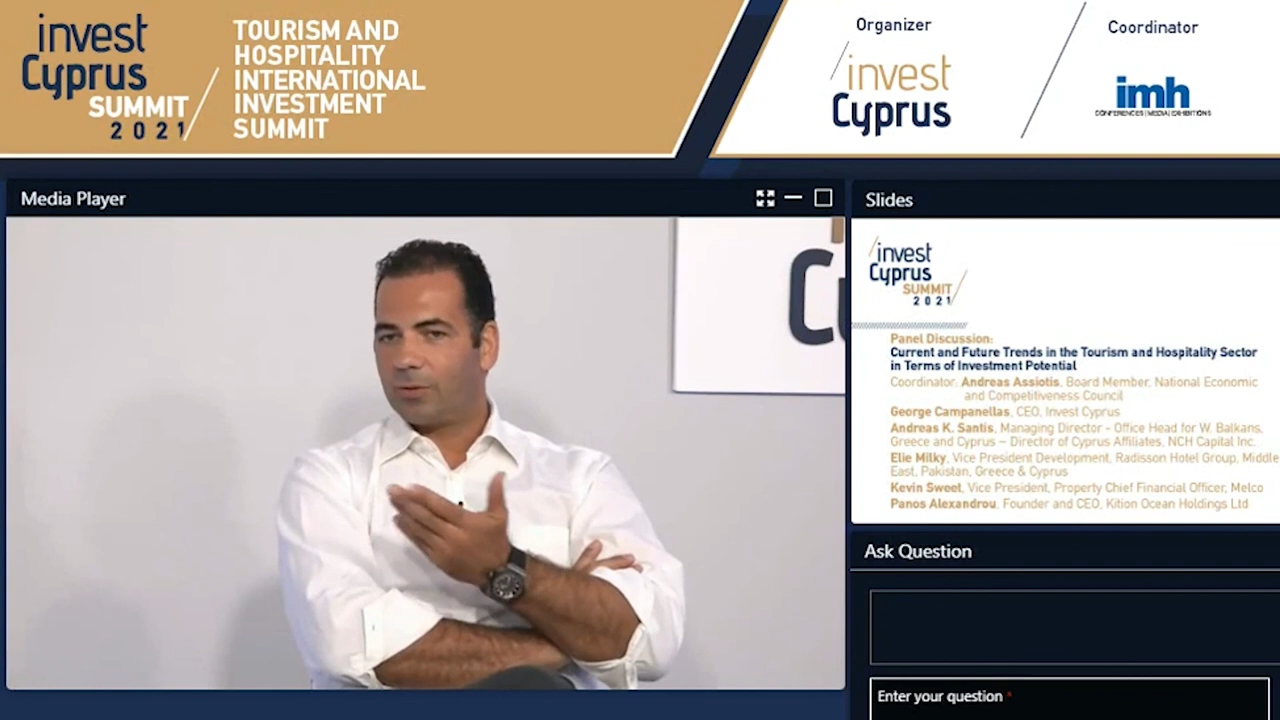 invest
Cyprus
SUMMIT
2021
TOURISM AND
HOSPITALITY
INTERNATIONAL
INVESTMENT
SUMMIT
Organizer
invest
Cyprus
Coordinator
imh
CONFERENCES | MEDIA | EXHIBITIONS
Media Player
Slides
invest
Cyprus
SUMMIT
2021
Panel Discussion:
Current and Future Trends in the Tourism and Hospitality Sector
in Terms of Investment Potential
Coordinator: Andreas Assiotis, Board Member, National Economic
and Competitiveness Council
George Campanellas, CEO, Invest Cyprus
Andreas K. Santis, Managing Director - Office Head for W. Balkans,
Greece and Cyprus – Director of Cyprus Affiliates, NCH Capital Inc.
Elie Milky, Vice President Development, Radisson Hotel Group, Middle
East, Pakistan, Greece & Cyprus
Kevin Sweet, Vice President, Property Chief Financial Officer, Melco
Panos Alexandrou, Founder and CEO, Kition Ocean Holdings Ltd
Ask Question
Enter your question *